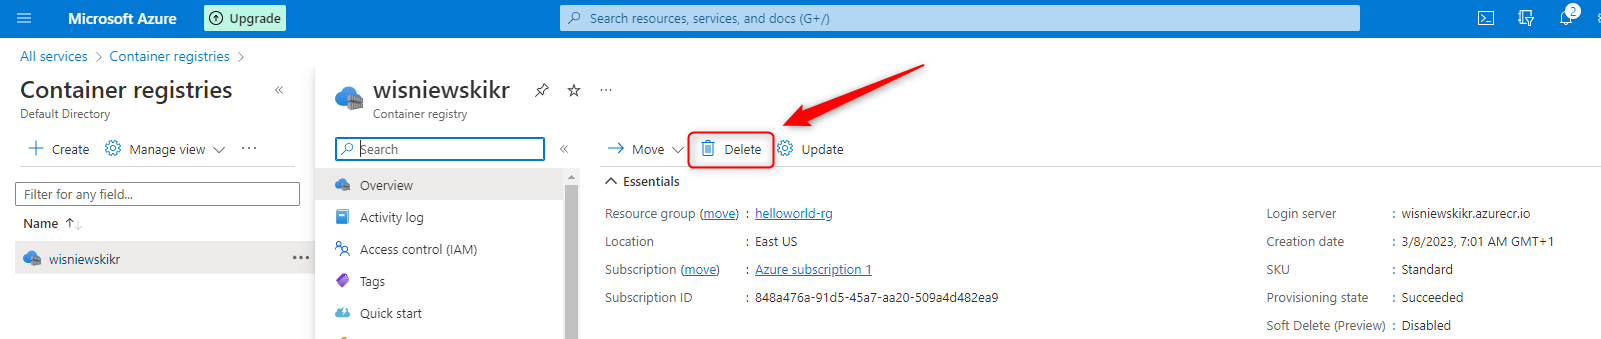 Microsoft Azure
Upgrade
Search resources, services, and docs (G+/)
2
All services > Container registries >
Container registries
Default Directory
Create
Manage view
Filter for any field...
Name
wisniewskikr
wisniewskikr
Container registry
Search
Overview
Activity log
Access control (IAM)
Tags
Quick start
Move
Delete
Update
Essentials
Resource group (move) : helloworld-rg
Location : East US
Subscription (move) : Azure subscription 1
Subscription ID : 848a476a-91d5-45a7-aa20-509a4d482ea9
Login server : wisniewskikr.azurecr.io
Creation date : 3/8/2023, 7:01 AM GMT+1
SKU : Standard
Provisioning state : Succeeded
Soft Delete (Preview) : Disabled